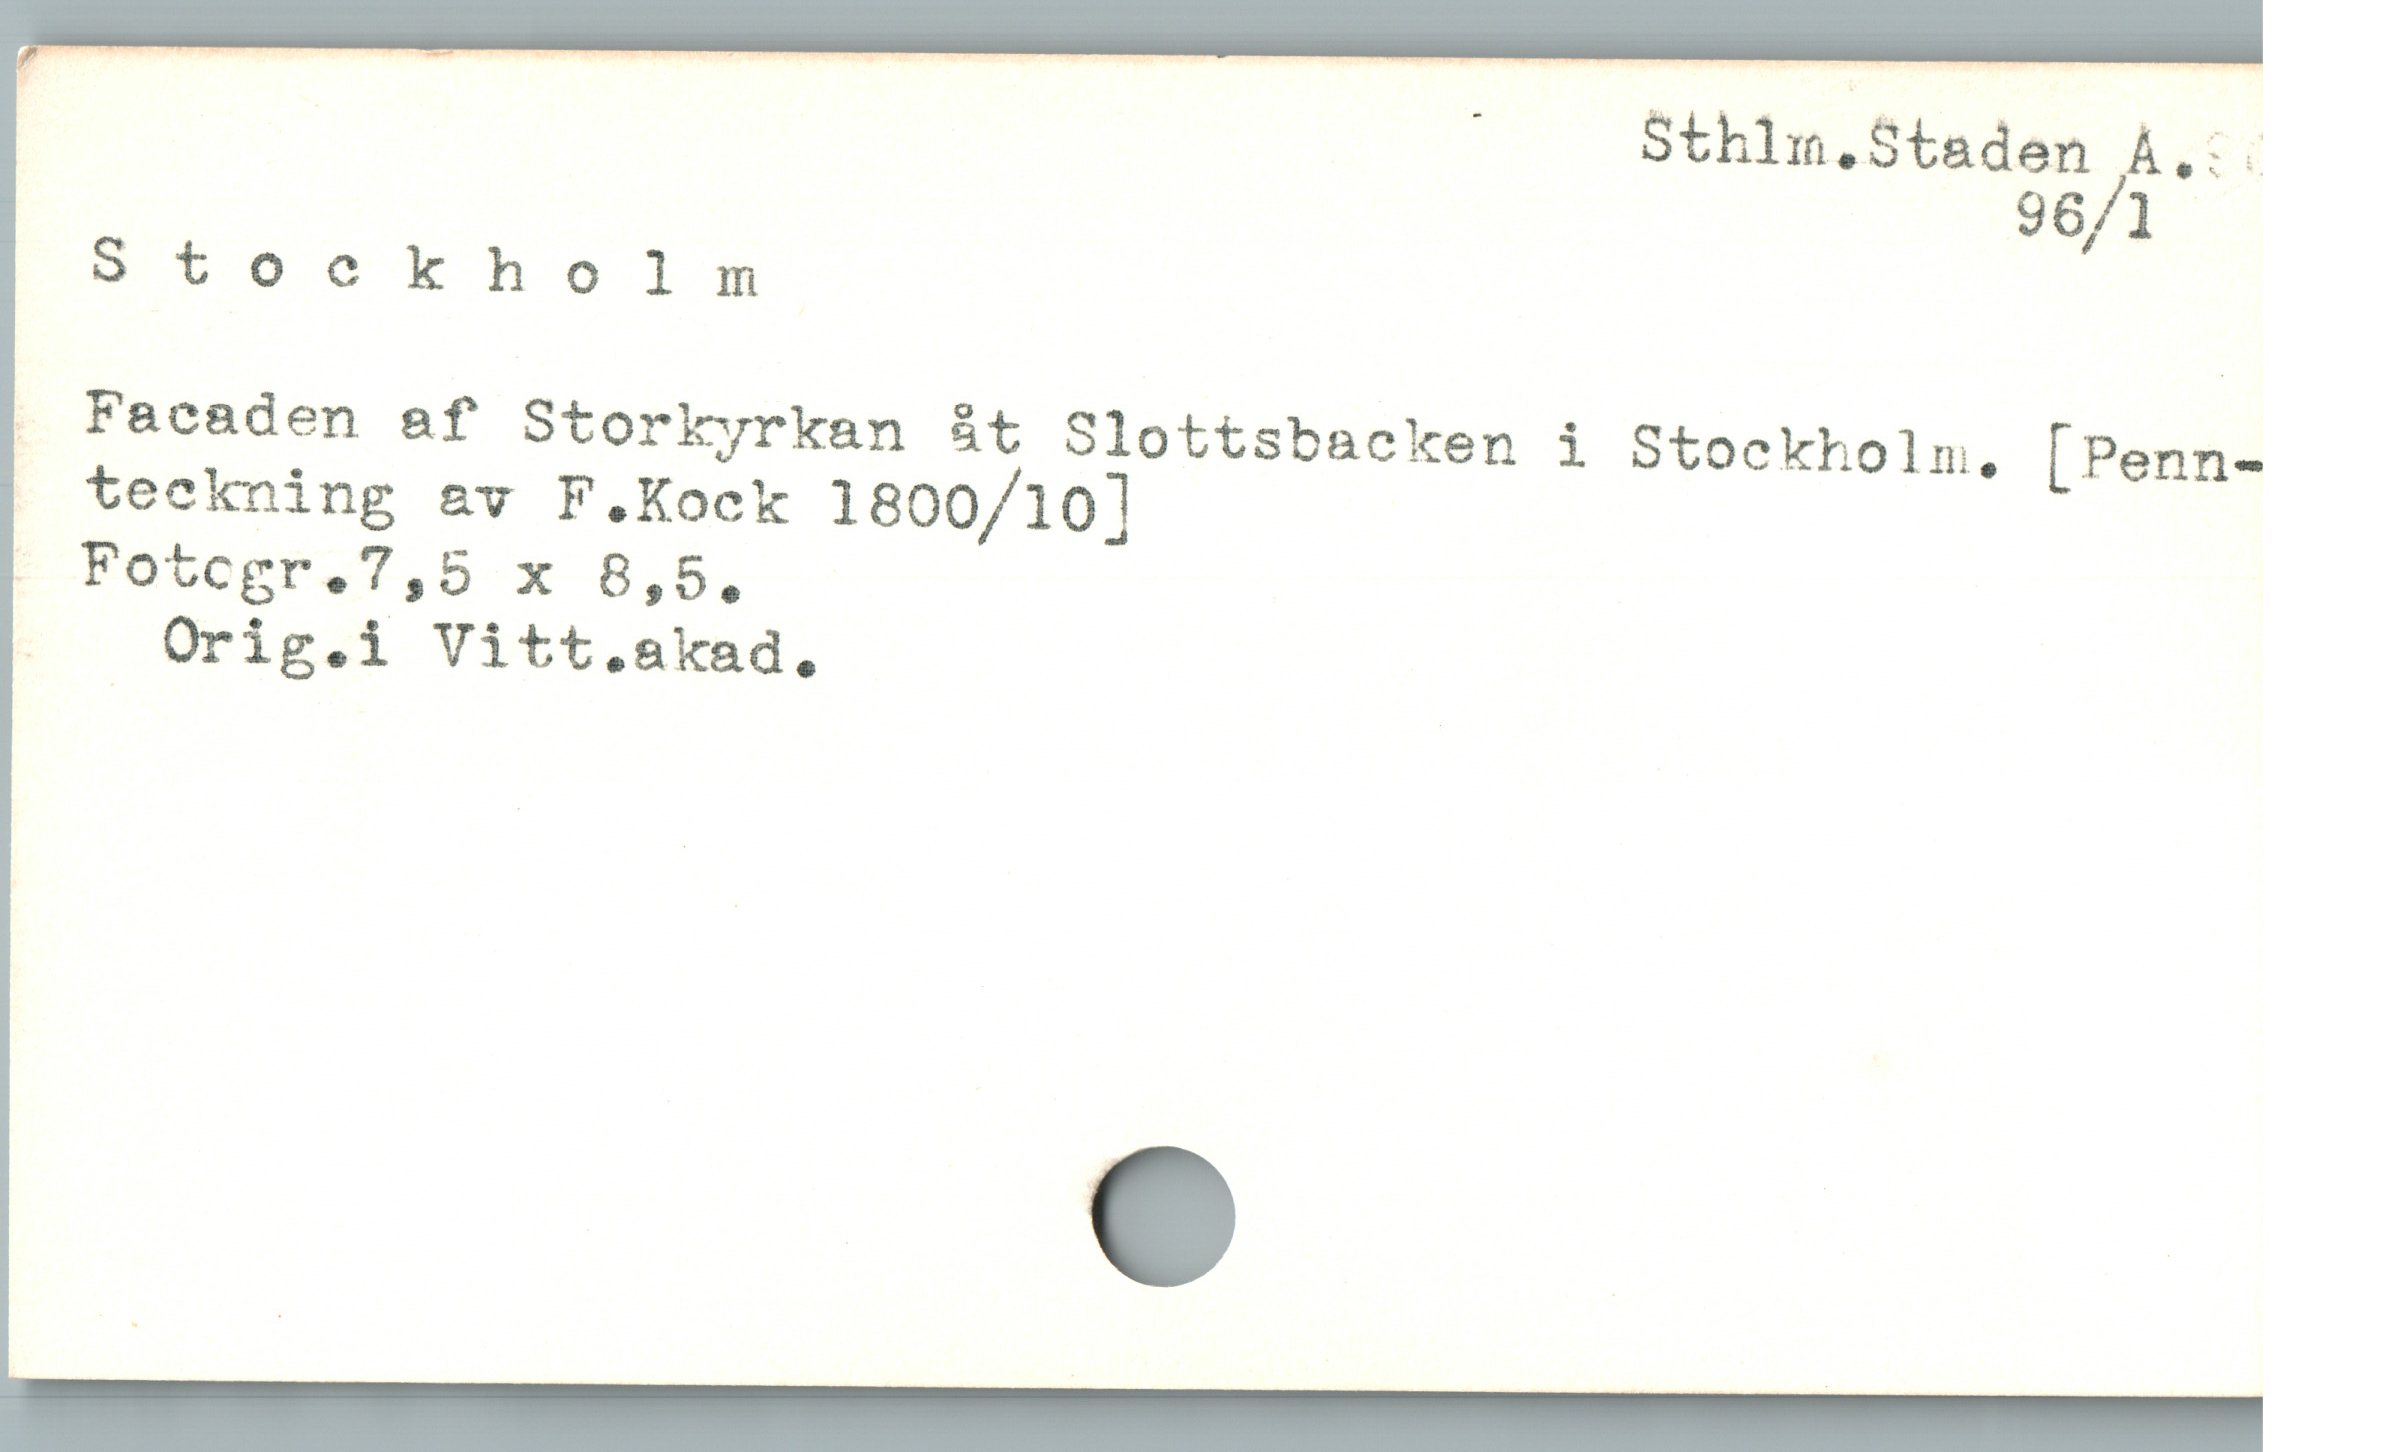 Sthlm.Staden A.
96/1
S t o c k h o l m
Facaden af Storkyrkan åt Slottsbacken i Stockholm. [Penn-
teckning av F.Kock 1800/10]
Fotogr.7,5 x 8,5.
Orig.i Vitt.akad.